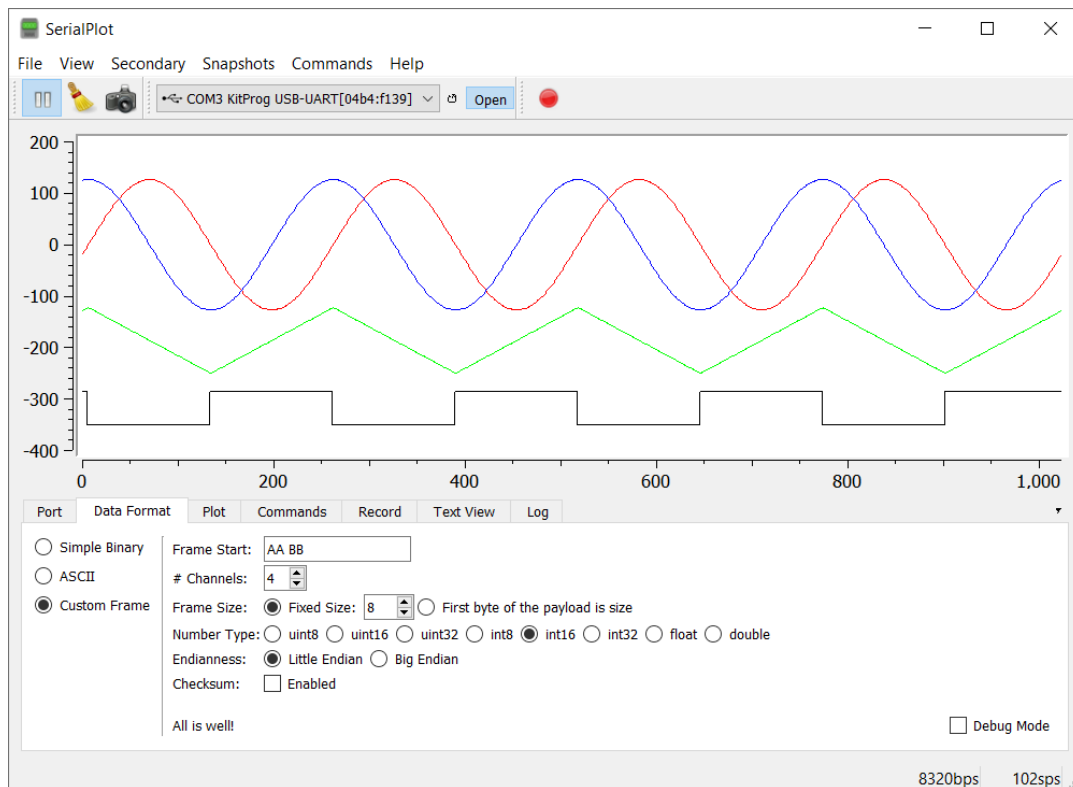 SerialPlot
File View Secondary Snapshots Commands Help
COM3 KitProg USB-UART[04b4:f139] Open
200
100
0
-100
-200
-300
-400
0 200 400 600 800 1,000
Port Data Format Plot Commands Record Text View Log
Simple Binary
ASCII
Custom Frame
Frame Start: AA BB
# Channels: 4
Frame Size: Fixed Size: 8 First byte of the payload is size
Number Type: uint8 uint16 uint32 int8 int16 int32 float double
Endianness: Little Endian Big Endian
Checksum: Enabled
All is well! Debug Mode
8320bps 102sps